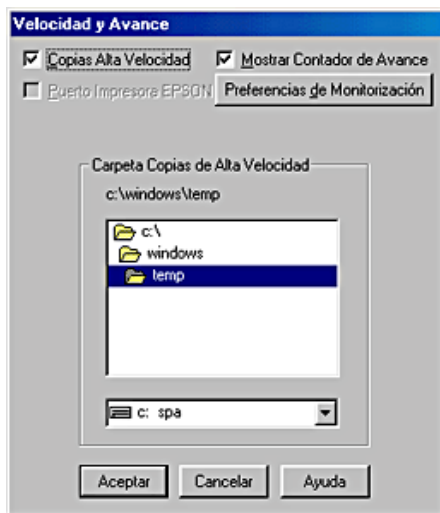 Velocidad y Avance
Copias Alta Velocidad
Mostrar Contador de Avance
Puerto Impresora EPSON
Preferencias de Monitorización
Carpeta Copias de Alta Velocidad
c:\windows\temp
c:\
windows
temp
c: spa
Aceptar
Cancelar
Ayuda